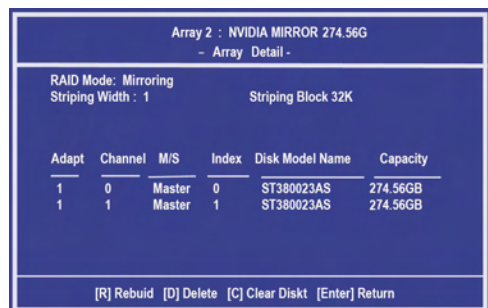 Array 2 : NVIDIA MIRROR 274.56G
– Array Detail -
RAID Mode: Mirroring
Striping Width : 1 Striping Block 32K
Adapt Channel M/S Index Disk Model Name Capacity
1 0 Master 0 ST380023AS 274.56GB
1 1 Master 1 ST380023AS 274.56GB
[R] Rebuid [D] Delete [C] Clear Diskt [Enter] Return